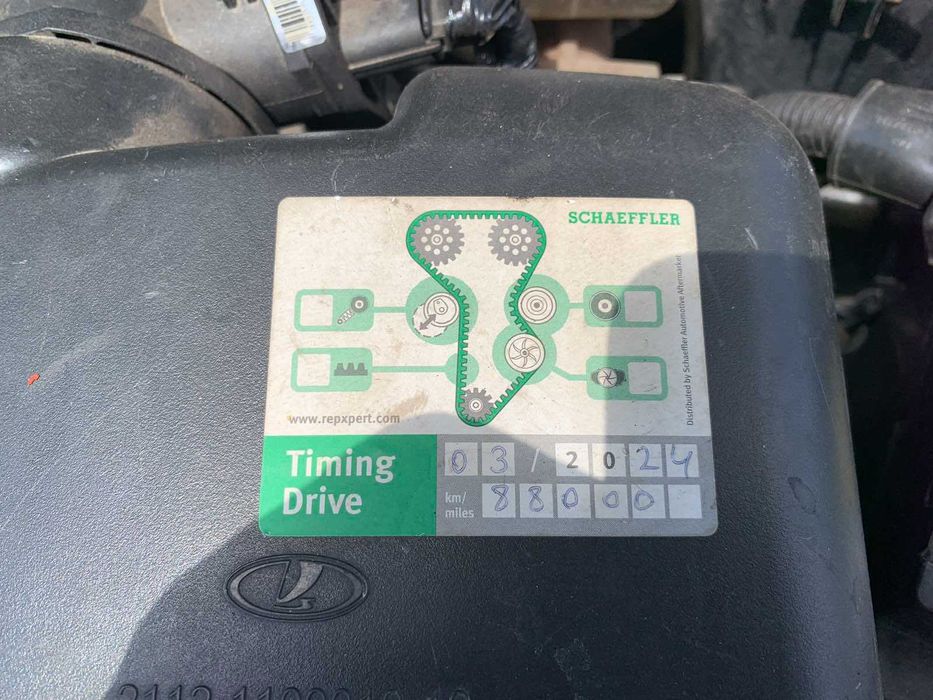 SCHAEFFLER
www.repxpert.com
Distributed by Schaeffler Automotive Aftermarket
Timing
Drive
03/2024
km/
miles
88000